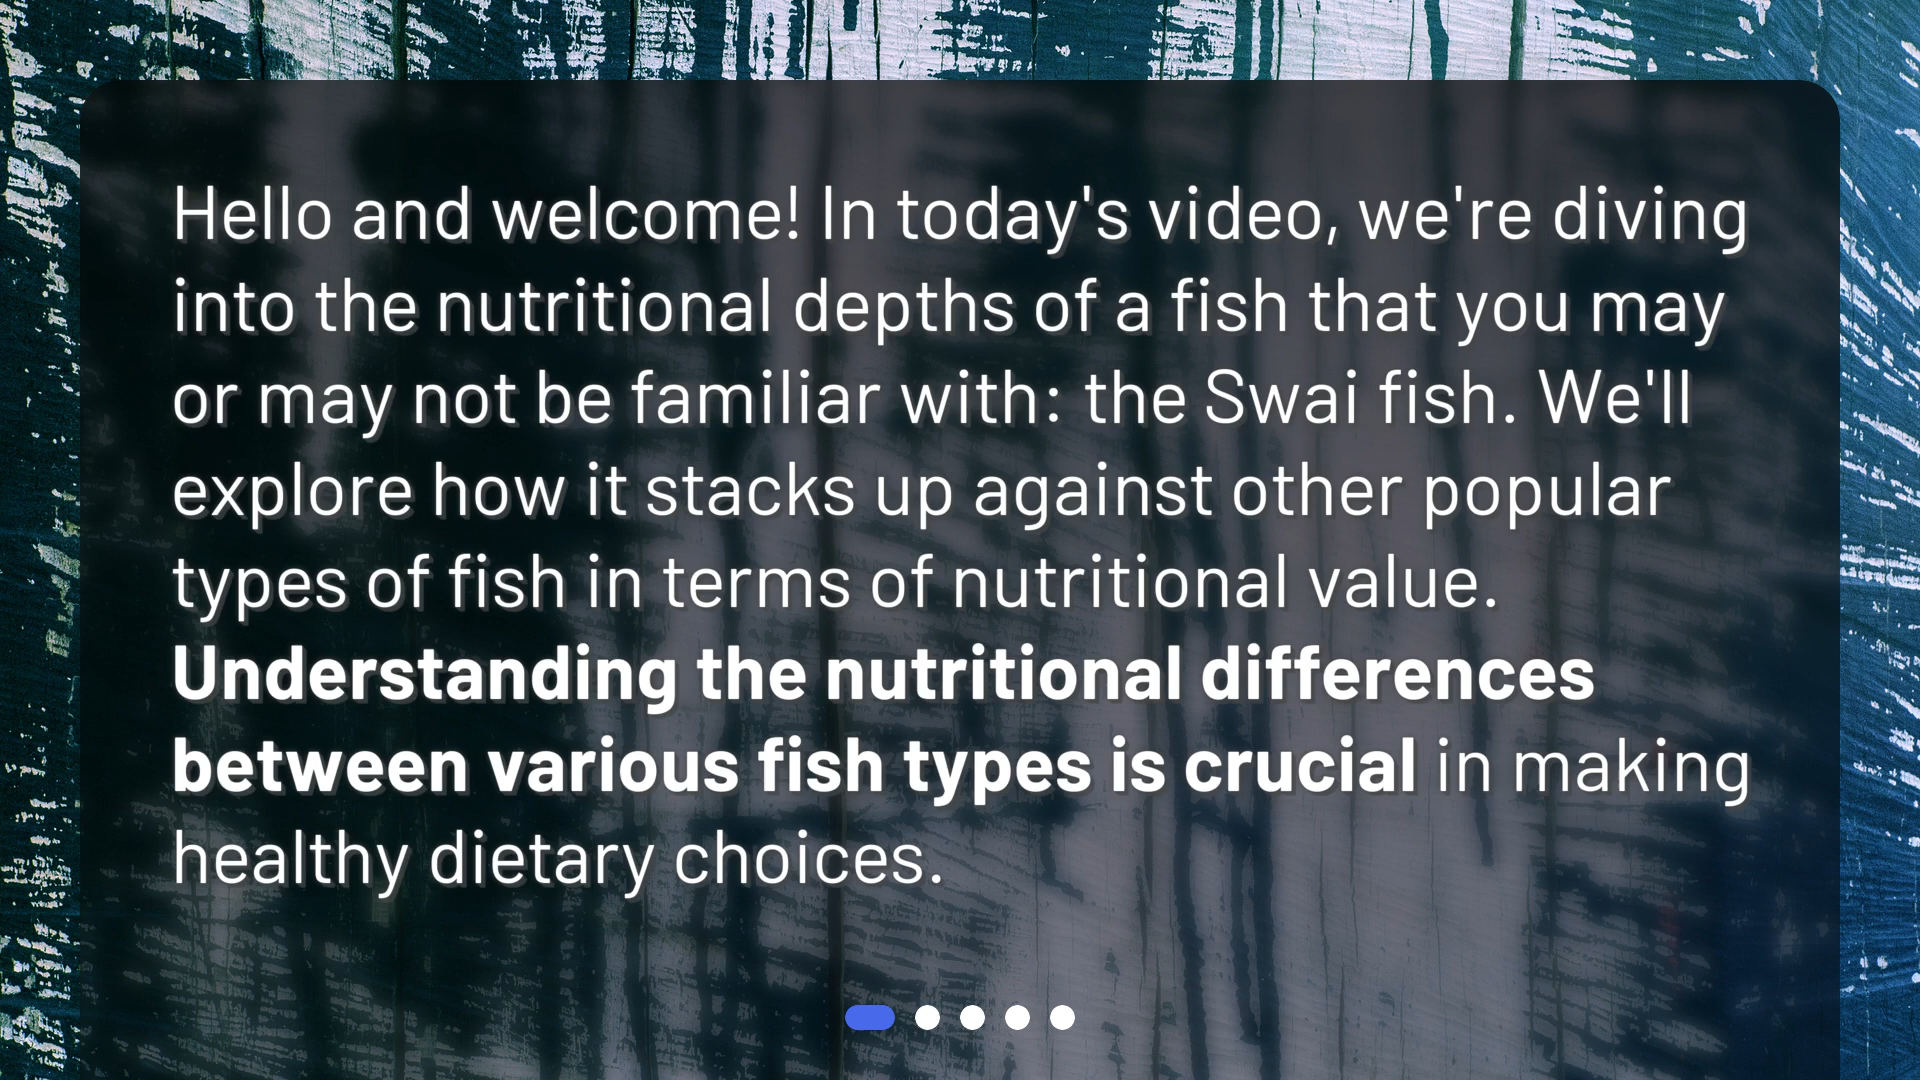 Hello and welcome! In today's video, we're diving
into the nutritional depths of a fish that you may
or may not be familiar with: the Swai fish. We'll
explore how it stacks up against other popular
types of fish in terms of nutritional value.
Understanding the nutritional differences
between various fish types is crucial in making
healthy dietary choices.